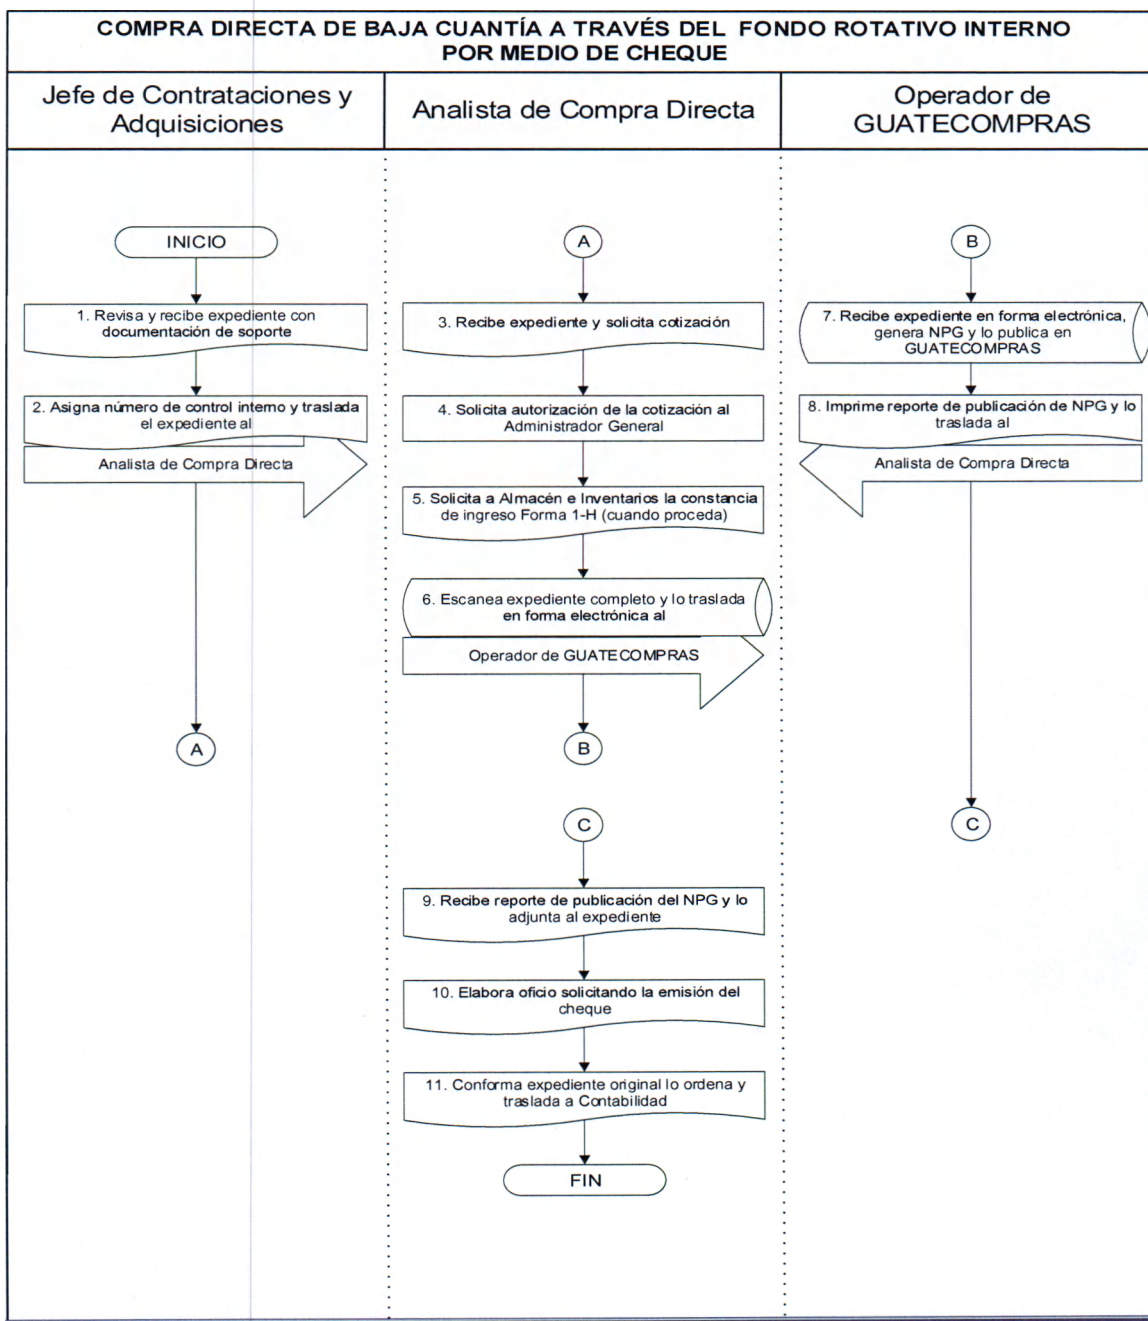 COMPRA DIRECTA DE BAJA CUANTÍA A TRAVÉS DEL FONDO ROTATIVO INTERNO
POR MEDIO DE CHEQUE
Jefe de Contrataciones y
Adquisiciones
Analista de Compra Directa
Operador de
GUATECOMPRAS
INICIO
1. Revisa y recibe expediente con
documentación de soporte
2. Asigna número de control interno y traslada
el expediente al
Analista de Compra Directa
A
A
3. Recibe expediente y solicita cotización
4. Solicita autorización de la cotización al
Administrador General
5. Solicita a Almacén e Inventarios la constancia
de ingreso Forma 1-H (cuando proceda)
6. Escanea expediente completo y lo traslada
en forma electrónica al
Operador de GUATECOMPRAS
B
B
7. Recibe expediente en forma electrónica,
genera NPG y lo publica en
GUATECOMPRAS
8. Imprime reporte de publicación de NPG y lo
traslada al
Analista de Compra Directa
C
C
9. Recibe reporte de publicación del NPG y lo
adjunta al expediente
10. Elabora oficio solicitando la emisión del
cheque
11. Conforma expediente original lo ordena y
traslada a Contabilidad
FIN